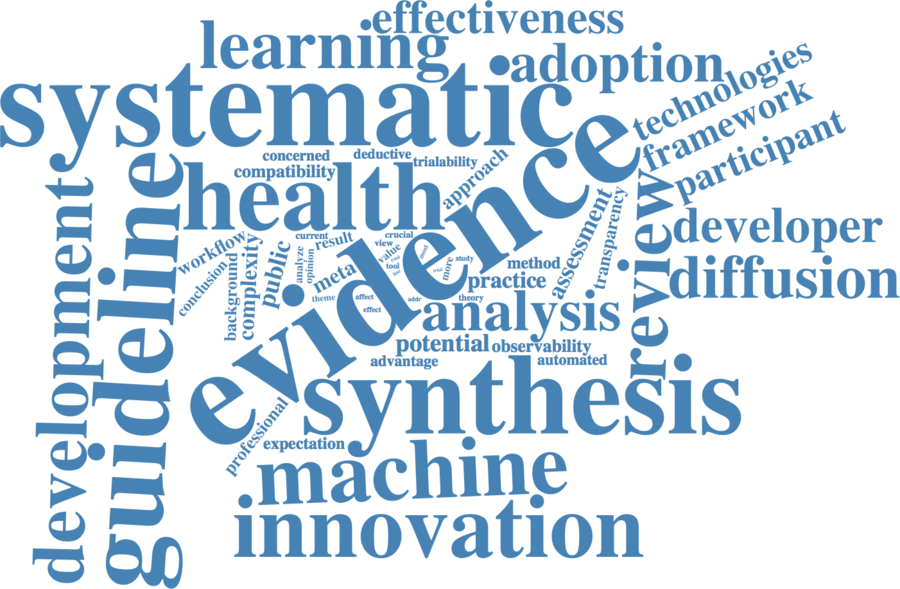 effectiveness
learning
adoption
systematic
technologies
framework
participant
evidence
concerned
deductive
trialability
compatibility
approach
health
guideline
development
workflow
conclusion
background
complexity
public
current
result
analyze
opinion
crucial
view
value
tool
more
study
meta
theme
affect
effect
addr
theory
method
practice
assessment
transparency
review
developer
diffusion
analysis
potential
observability
advantage
automated
synthesis
professional
expectation
machine
innovation